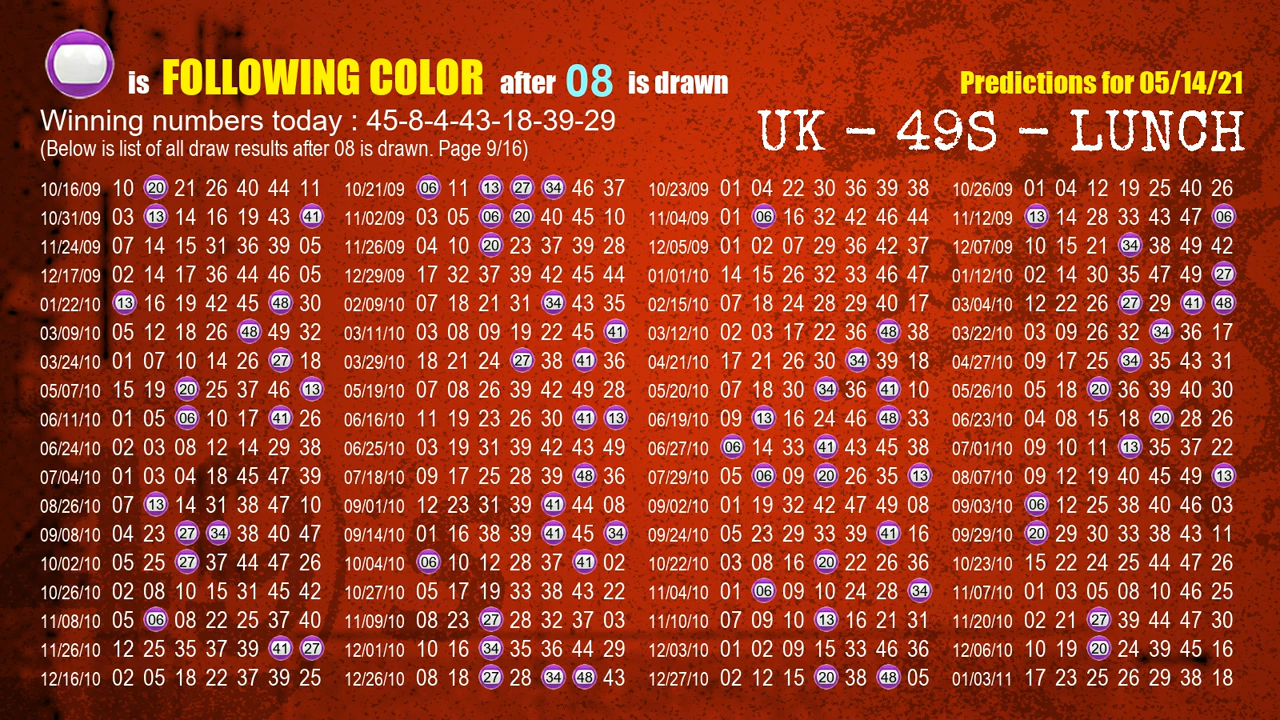 is FOLLOWING COLOR after 08 is drawn
Predictions for 05/14/21
Winning numbers today : 45-8-4-43-18-39-29
UK - 49S - LUNCH
(Below is list of all draw results after 08 is drawn. Page 9/16)
10/16/09 10 20 21 26 40 44 11 10/21/09 06 11 13 27 34 46 37 10/23/09 01 04 22 30 36 39 38 10/26/09 01 04 12 19 25 40 26
10/31/09 03 13 14 16 19 43 41 11/02/09 03 05 06 20 40 45 10 11/04/09 01 06 16 32 42 46 44 11/12/09 13 14 28 33 43 47 06
11/24/09 07 14 15 31 36 39 05 11/26/09 04 10 20 23 37 39 28 12/05/09 01 02 07 29 36 42 37 12/07/09 10 15 21 34 38 49 42
12/17/09 02 14 17 36 44 46 05 12/29/09 17 32 37 39 42 45 44 01/01/10 14 15 26 32 33 46 47 01/12/10 02 14 30 35 47 49 27
01/22/10 13 16 19 42 45 48 30 02/09/10 07 18 21 31 34 43 35 02/15/10 07 18 24 28 29 40 17 03/04/10 12 22 26 27 29 41 48
03/09/10 05 12 18 26 48 49 32 03/11/10 03 08 09 19 22 45 41 03/12/10 02 03 17 22 36 48 38 03/22/10 03 09 26 32 34 36 17
03/24/10 01 07 10 14 26 27 18 03/29/10 18 21 24 27 38 41 36 04/21/10 17 21 26 30 34 39 18 04/27/10 09 17 25 34 35 43 31
05/07/10 15 19 20 25 37 46 13 05/19/10 07 08 26 39 42 49 28 05/20/10 07 18 30 34 36 41 10 05/26/10 05 18 20 36 39 40 30
06/11/10 01 05 06 10 17 41 26 06/16/10 11 19 23 26 30 41 13 06/19/10 09 13 16 24 46 48 33 06/23/10 04 08 15 18 20 28 26
06/24/10 02 03 08 12 14 29 38 06/25/10 03 19 31 39 42 43 49 06/27/10 06 14 33 41 43 45 38 07/01/10 09 10 11 13 35 37 22
07/04/10 01 03 04 18 45 47 39 07/18/10 09 17 25 28 39 48 36 07/29/10 05 06 09 20 26 35 13 08/07/10 09 12 19 40 45 49 13
08/26/10 07 13 14 31 38 47 10 09/01/10 12 23 31 39 41 44 08 09/02/10 01 19 32 42 47 49 08 09/03/10 06 12 25 38 40 46 03
09/08/10 04 23 27 34 38 40 47 09/14/10 01 16 38 39 41 45 34 09/24/10 05 23 29 33 39 41 16 09/29/10 20 29 30 33 38 43 11
10/02/10 05 25 27 37 44 47 26 10/04/10 06 10 12 28 37 41 02 10/22/10 03 08 16 20 22 26 36 10/23/10 15 22 24 25 44 47 26
10/26/10 02 08 10 15 31 45 42 10/27/10 05 17 19 33 38 43 22 11/04/10 01 06 09 10 24 28 34 11/07/10 01 03 05 08 10 46 25
11/08/10 05 06 08 22 25 37 40 11/09/10 08 23 27 28 32 37 03 11/10/10 07 09 10 13 16 21 31 11/20/10 02 21 27 39 44 47 30
11/26/10 12 25 35 37 39 41 27 12/01/10 10 16 34 35 36 44 29 12/03/10 01 02 09 15 33 46 36 12/06/10 10 19 20 24 39 45 16
12/16/10 02 05 18 22 37 39 25 12/26/10 08 18 27 28 34 48 43 12/27/10 02 12 15 20 38 48 05 01/03/11 17 23 25 26 29 38 18